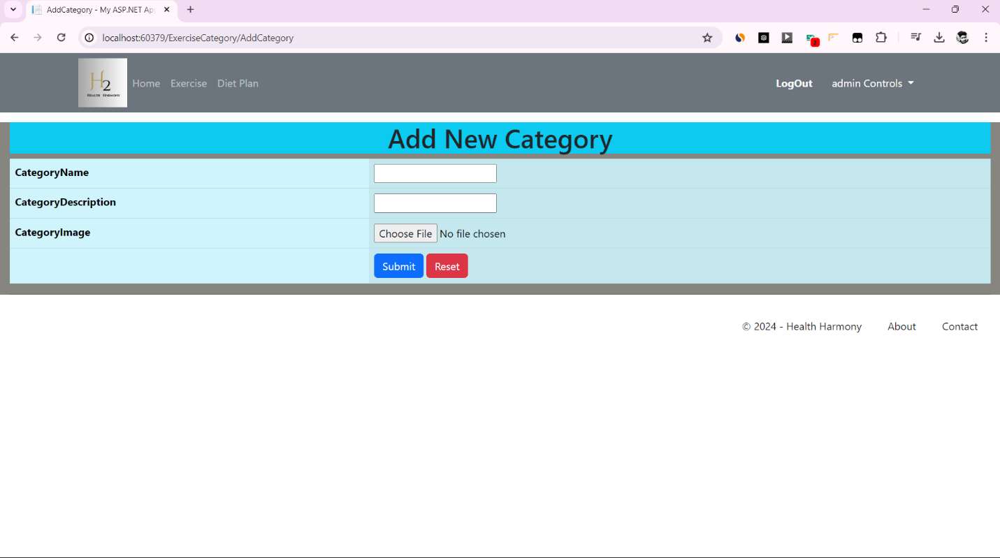 AddCategory - My ASP.NET Ap
localhost:60379/ExerciseCategory/AddCategory
2
H2
HEALTH HARMONY
Home Exercise Diet Plan LogOut admin Controls
Add New Category
CategoryName
CategoryDescription
CategoryImage Choose File No file chosen
Submit Reset
© 2024 - Health Harmony About Contact